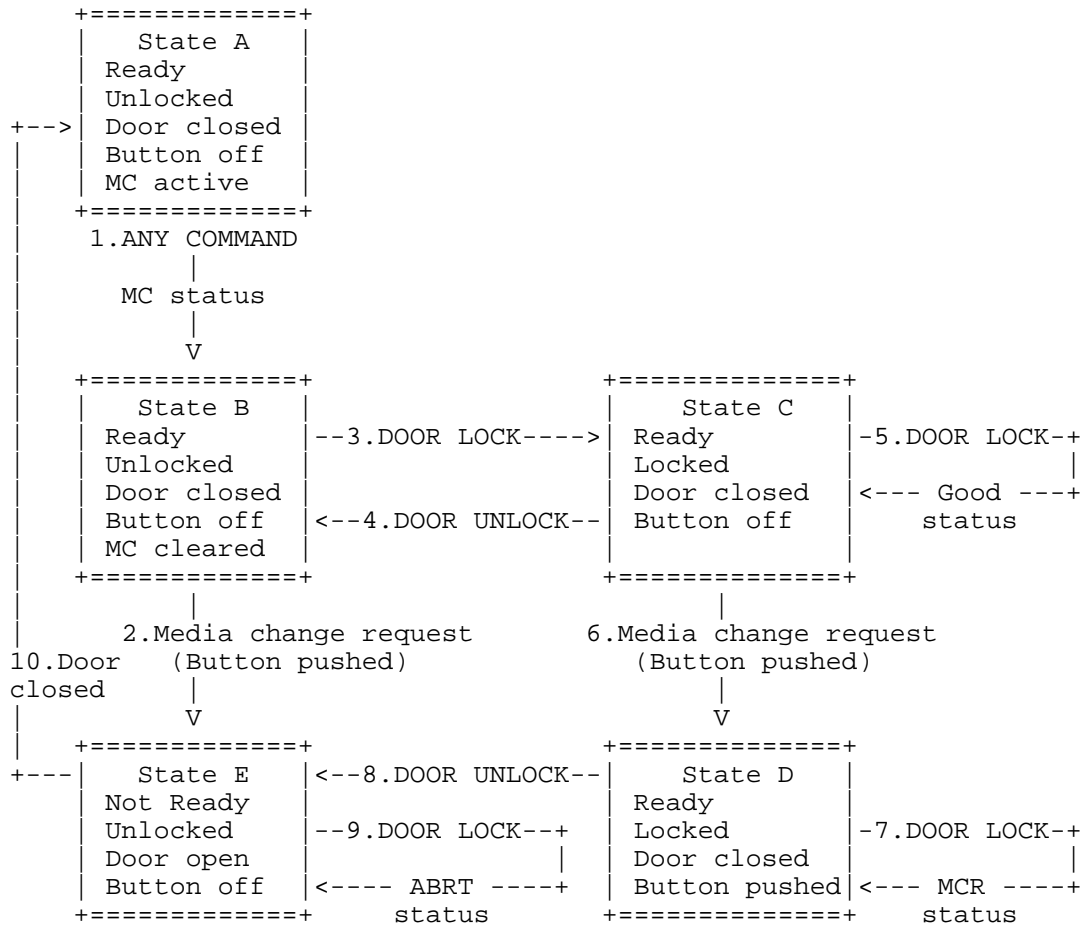 State A
Ready
Unlocked
Door closed
Button off
MC active
1.ANY COMMAND
MC status
V
State B
Ready
Unlocked
Door closed
Button off
MC cleared
3.DOOR LOCK
4.DOOR UNLOCK
State C
Ready
Locked
Door closed
Button off
5.DOOR LOCK
Good
status
2.Media change request
(Button pushed)
V
6.Media change request
(Button pushed)
V
10.Door
closed
State E
Not Ready
Unlocked
Door open
Button off
8.DOOR UNLOCK
9.DOOR LOCK
ABRT
status
State D
Ready
Locked
Door closed
Button pushed
7.DOOR LOCK
MCR
status